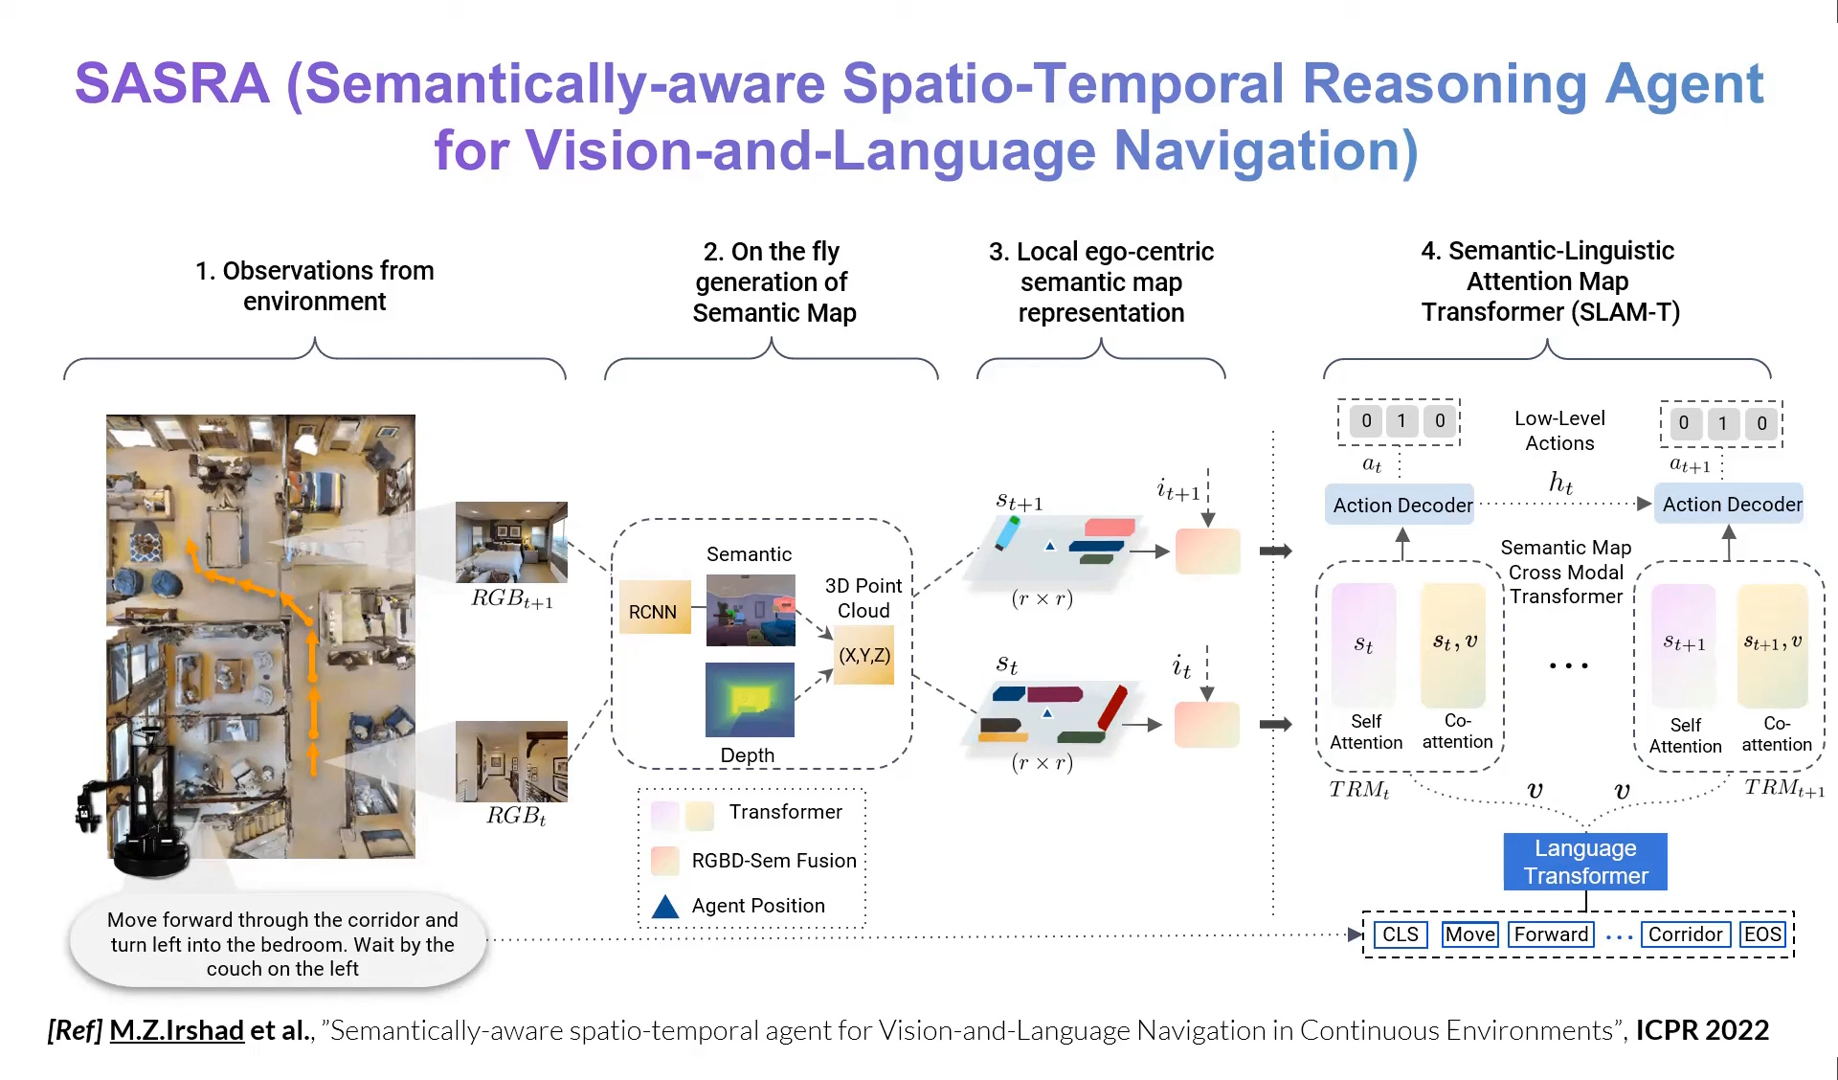 SASRA (Semantically-aware Spatio-Temporal Reasoning Agent
for Vision-and-Language Navigation)
1. Observations from
environment
2. On the fly
generation of
Semantic Map
3. Local ego-centric
semantic map
representation
4. Semantic-Linguistic
Attention Map
Transformer (SLAM-T)
RGB_{t+1}
RGB_t
Move forward through the corridor and
turn left into the bedroom. Wait by the
couch on the left
Semantic
RCNN
3D Point
Cloud
(X,Y,Z)
Depth
Transformer
RGBD-Sem Fusion
Agent Position
s_{t+1}
i_{t+1}
(r × r)
s_t
i_t
(r × r)
0 1 0
a_t
Low-Level
Actions
0 1 0
a_{t+1}
Action Decoder
h_t
Action Decoder
Semantic Map
Cross Modal
Transformer
s_t
s_t, v
...
s_{t+1}
s_{t+1}, v
Self
Attention
Co-
attention
Self
Attention
Co-
attention
TRM_t
v
v
TRM_{t+1}
Language
Transformer
CLS Move Forward ... Corridor EOS
[Ref] M.Z.Irshad et al., ”Semantically-aware spatio-temporal agent for Vision-and-Language Navigation in Continuous Environments”, ICPR 2022